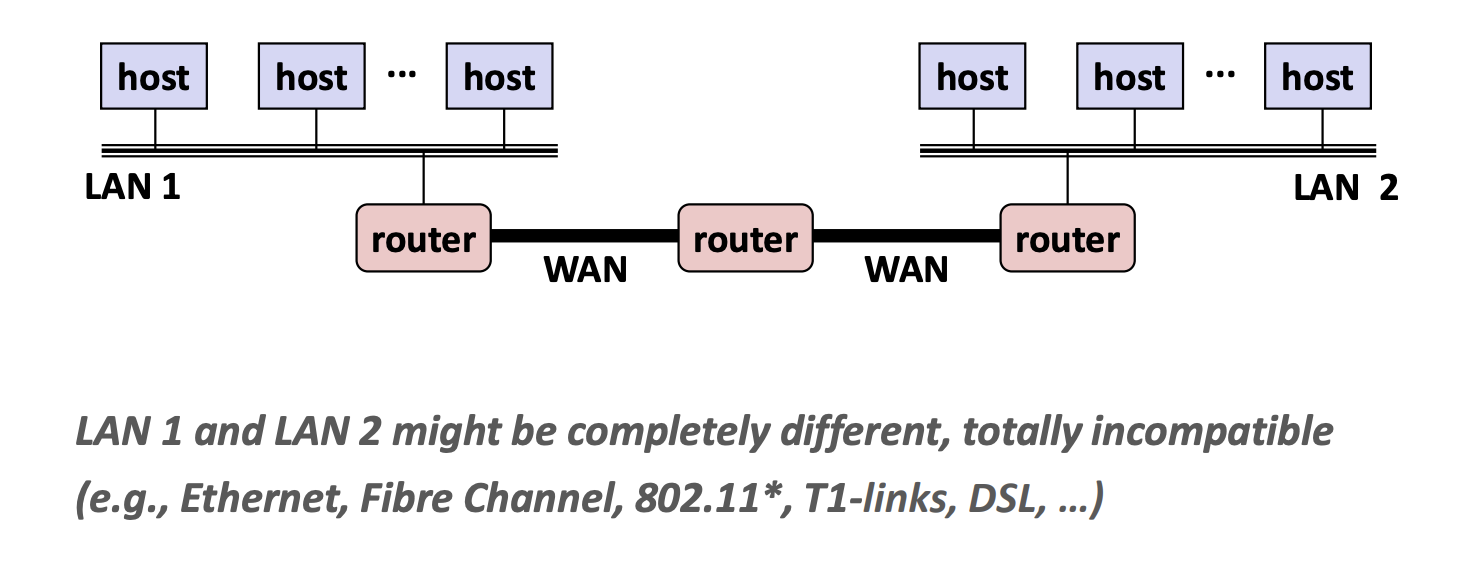 host host ... host host host ... host
LAN 1 LAN  2
router router router
WAN WAN
LAN 1 and LAN 2 might be completely different, totally incompatible
(e.g., Ethernet, Fibre Channel, 802.11*, T1-links, DSL, …)